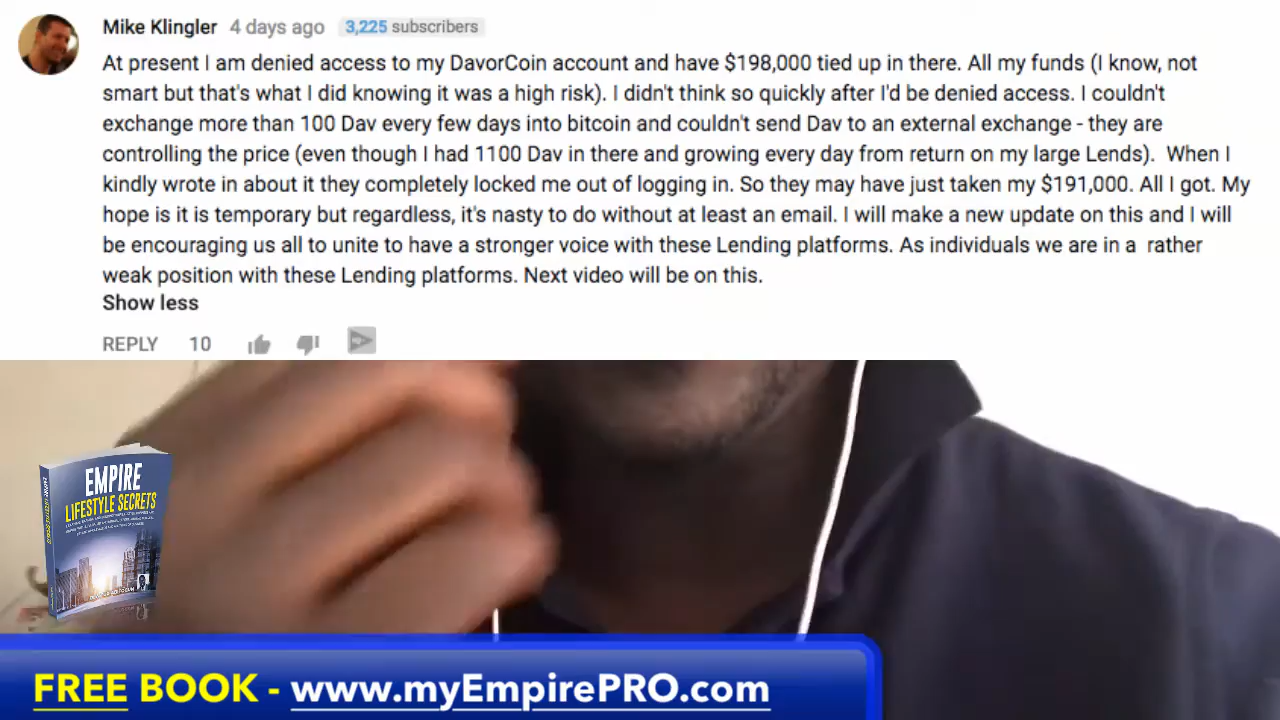 Mike Klingler 4 days ago 3,225 subscribers
At present I am denied access to my DavorCoin account and have $198,000 tied up in there. All my funds (I know, not
smart but that's what I did knowing it was a high risk). I didn't think so quickly after I'd be denied access. I couldn't
exchange more than 100 Dav every few days into bitcoin and couldn't send Dav to an external exchange - they are
controlling the price (even though I had 1100 Dav in there and growing every day from return on my large Lends). When I
kindly wrote in about it they completely locked me out of logging in. So they may have just taken my $191,000. All I got. My
hope is it is temporary but regardless, it's nasty to do without at least an email. I will make a new update on this and I will
be encouraging us all to unite to have a stronger voice with these Lending platforms. As individuals we are in a rather
weak position with these Lending platforms. Next video will be on this.
Show less
REPLY 10
EMPIRE
LIFESTYLE SECRETS
FREE BOOK - www.myEmpirePRO.com